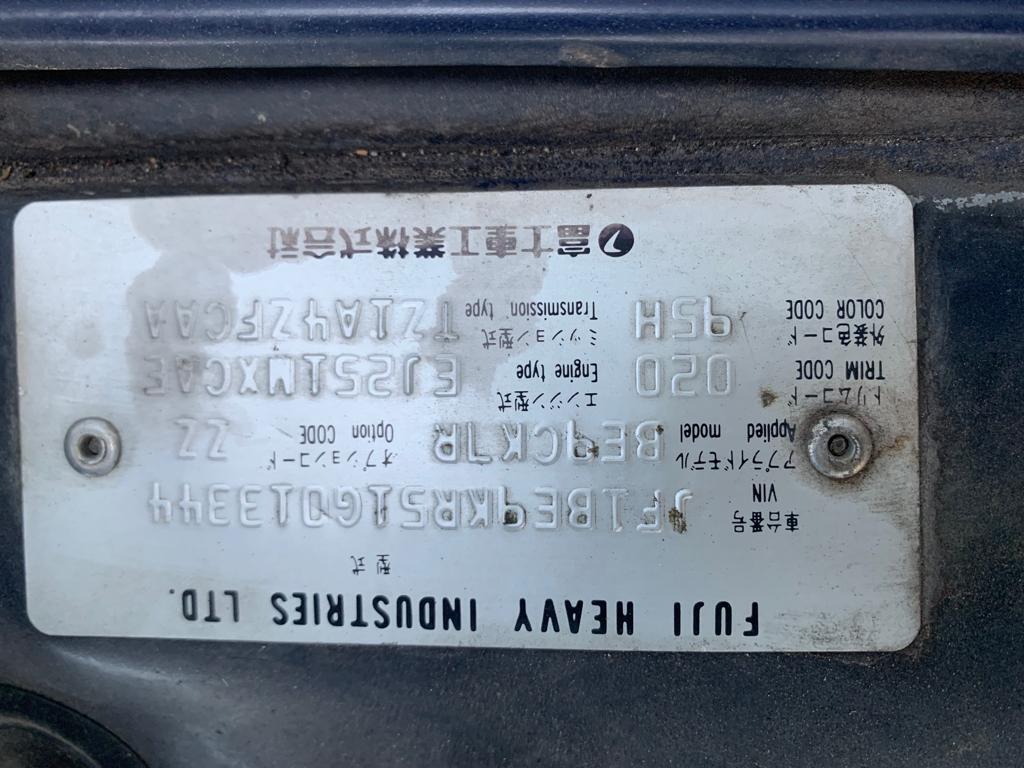 FUJI HEAVY INDUSTRIES LTD.
型式
車台番号
VIN JF1BE9KR51G013344
アプライドモデル オプションコード
Applied model BE9CK7R Option CODE ZZ
トリムコード エンジン型式
TRIM CODE 020 Engine type EJ251WXCAE
外装色コード ミッション型式
COLOR CODE 95H Transmission type TZ1A4ZFCAA
富士重工業株式会社